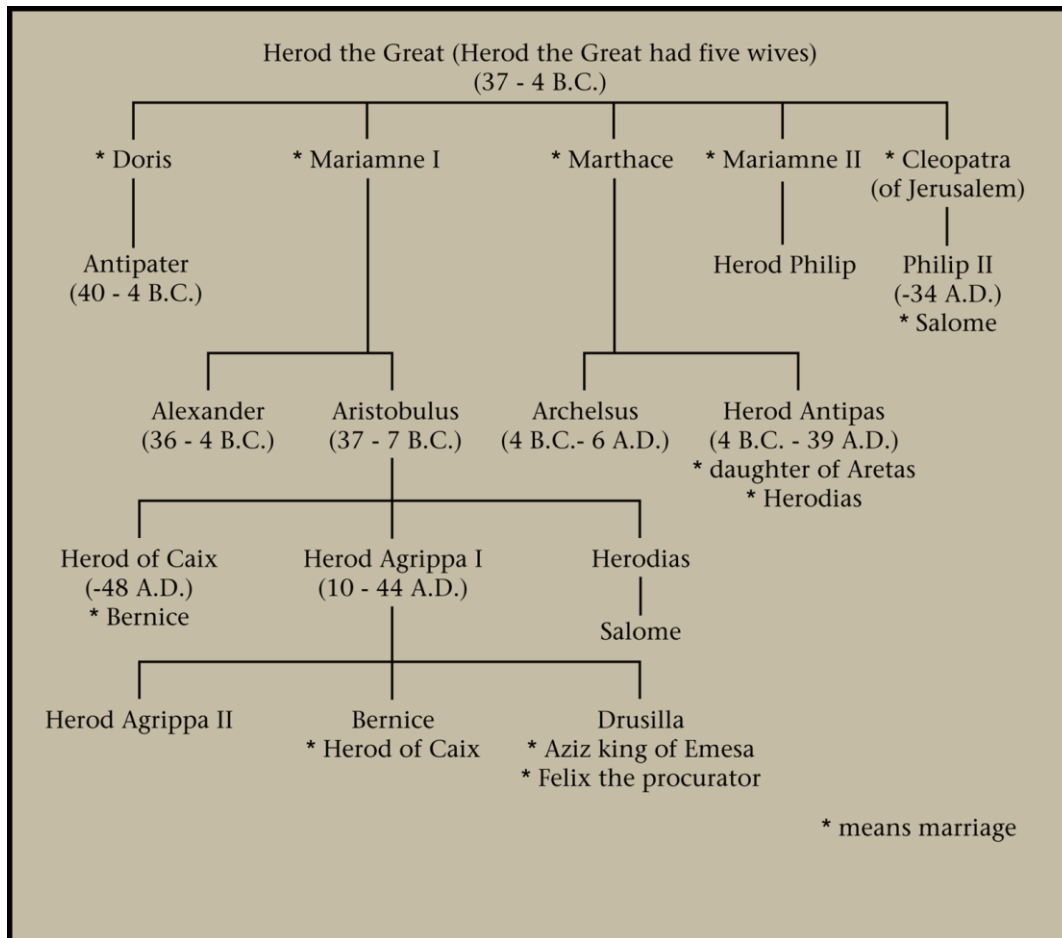 Herod the Great (Herod the Great had five wives)
(37 - 4 B.C.)
* Doris
* Mariamne I
* Marthace
* Mariamne II
* Cleopatra
(of Jerusalem)
Antipater
(40 - 4 B.C.)
Herod Philip
Philip II
(-34 A.D.)
* Salome
Alexander
(36 - 4 B.C.)
Aristobulus
(37 - 7 B.C.)
Archelsus
(4 B.C.- 6 A.D.)
Herod Antipas
(4 B.C. - 39 A.D.)
* daughter of Aretas
* Herodias
Herod of Caix
(-48 A.D.)
* Bernice
Herod Agrippa I
(10 - 44 A.D.)
Herodias
Salome
Herod Agrippa II
Bernice
* Herod of Caix
Drusilla
* Aziz king of Emesa
* Felix the procurator
* means marriage